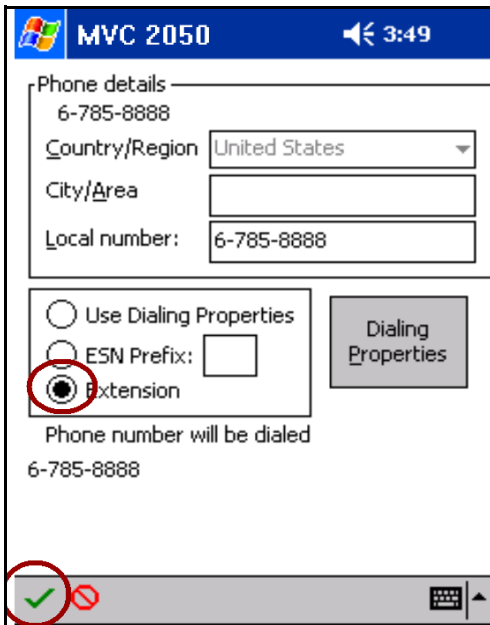 MVC 2050 3:49
Phone details
6-785-8888
Country/Region United States
City/Area
Local number: 6-785-8888
Use Dialing Properties
ESN Prefix:
Extension
Dialing
Properties
Phone number will be dialed
6-785-8888